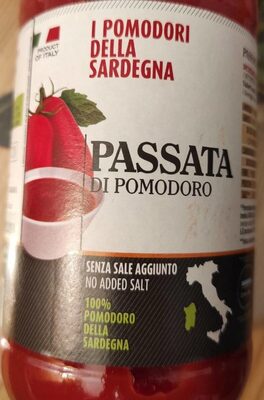 PRODUCT
OF ITALY
I POMODORI
DELLA
SARDEGNA
PASSATA
DI POMODORO
SENZA SALE AGGIUNTO
NO ADDED SALT
100%
POMODORO
DELLA
SARDEGNA